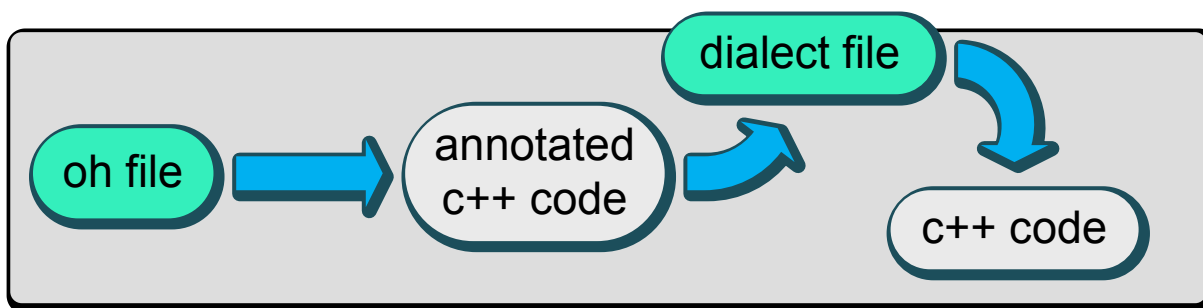 oh file
annotated
c++ code
dialect file
c++ code